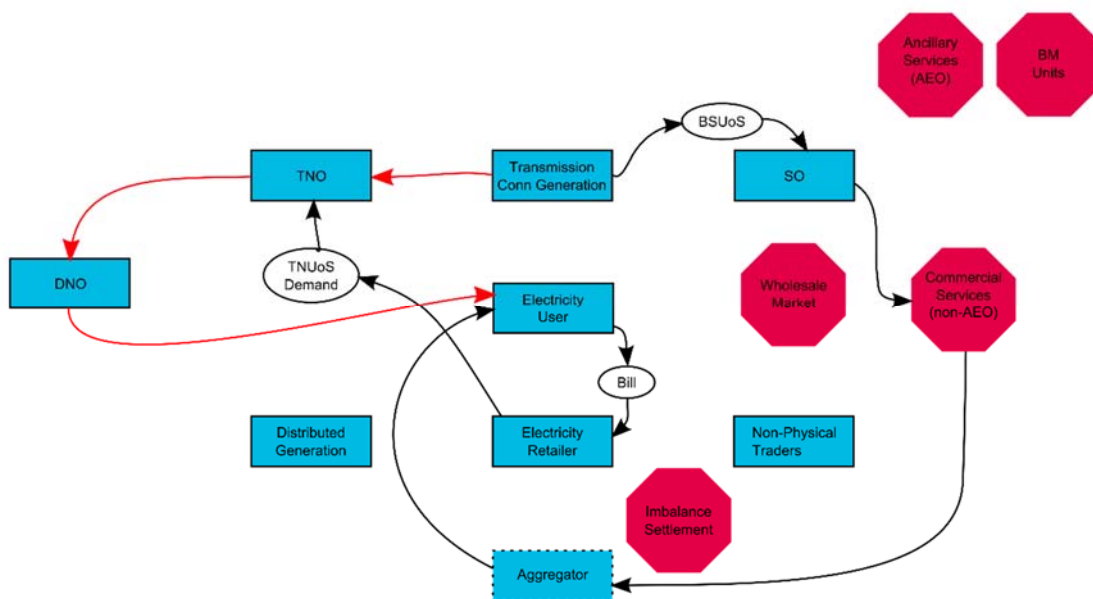 Ancillary
Services
(AEO)
BM
Units
BSUoS
TNO
Transmission
Conn Generation
SO
DNO
TNUoS
Demand
Electricity
User
Wholesale
Market
Commercial
Services
(non-AEO)
Bill
Distributed
Generation
Electricity
Retailer
Non-Physical
Traders
Imbalance
Settlement
Aggregator